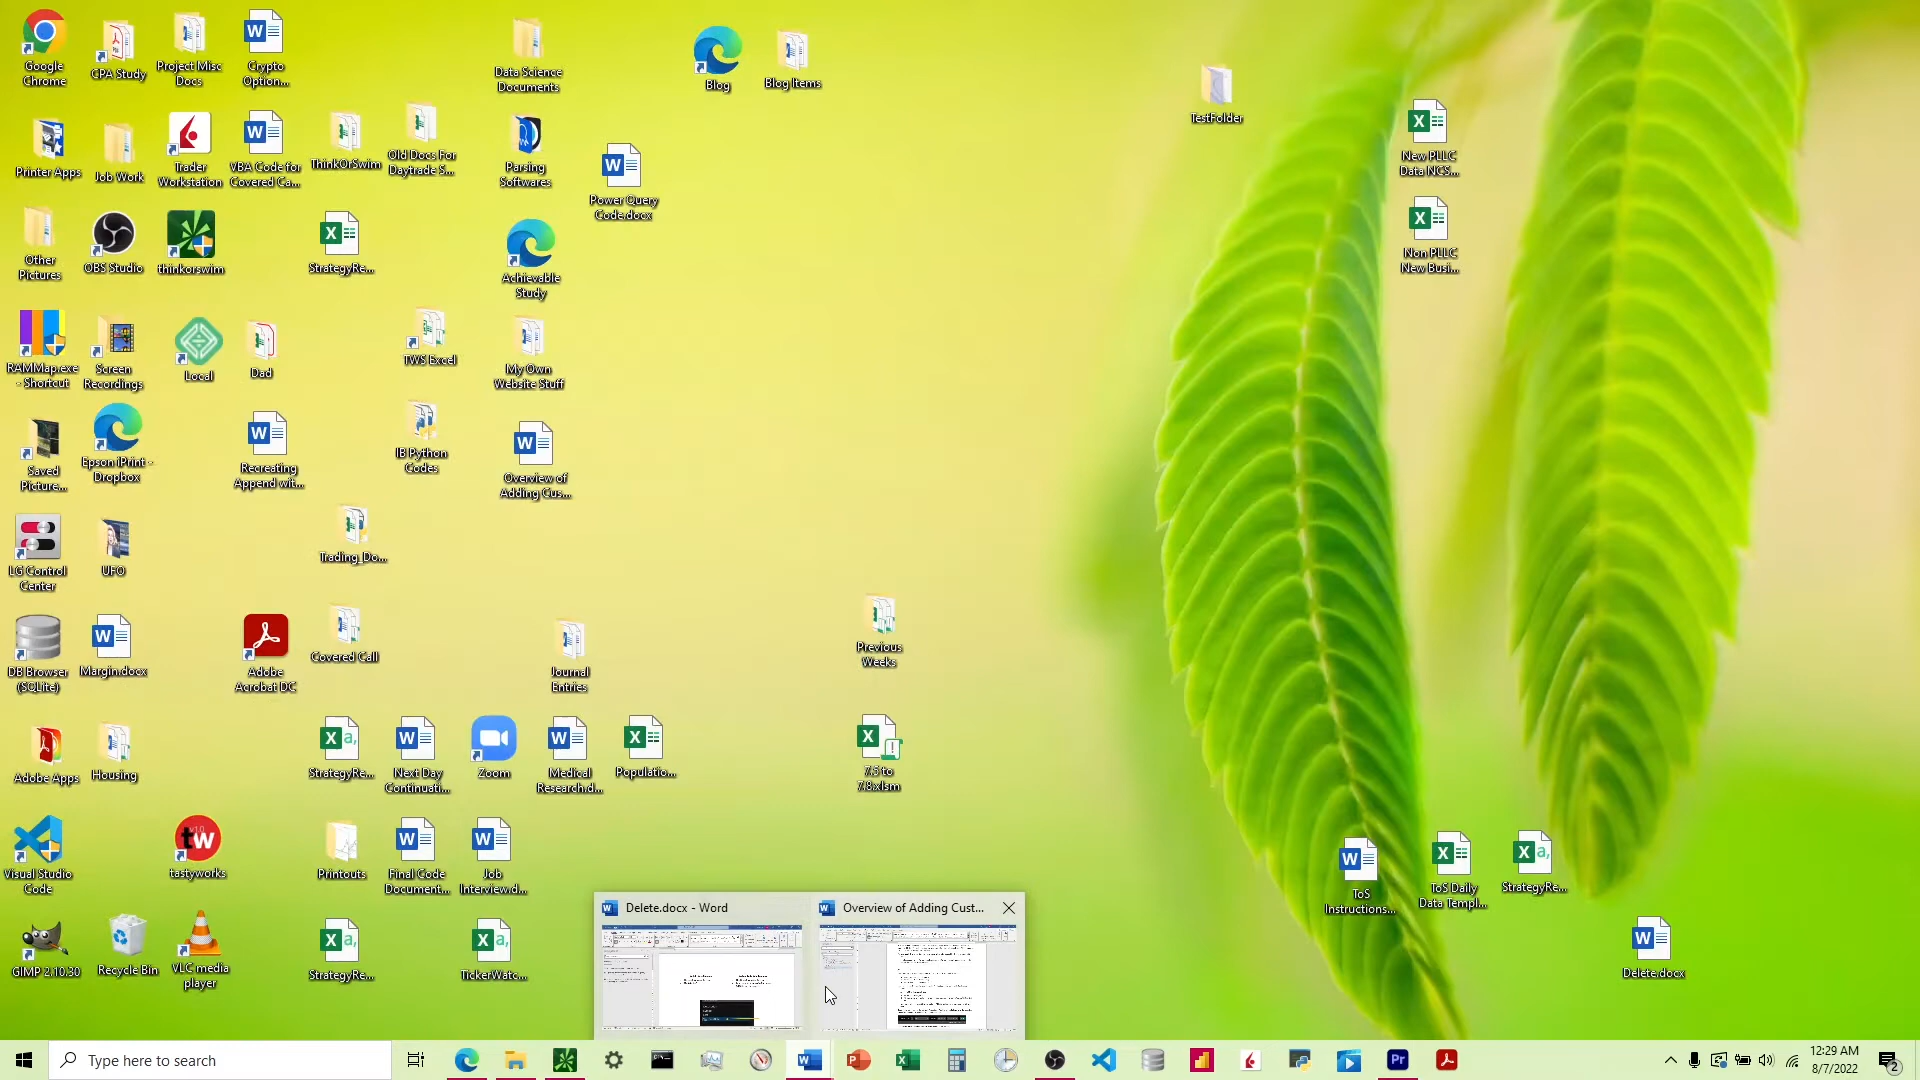 Google
Chrome
CPA Study
Project Misc
Docs
Crypto
Option...
Data Science
Documents
Blog
Blog Items
TestFolder
New PLLC
Data NCS...
Printer Apps
Job Work
Trader
Workstation
VBA Code for
Covered Ca...
ThinkOrSwim
Old Docs For
Daytrade S...
Parsing
Softwares
Power Query
Code.docx
Non PLLC
New Busi...
Other
Pictures
OBS Studio
thinkorswim
StrategyRe...
Achievable
Study
RAMMap.exe
- Shortcut
Screen
Recordings
Local
Dad
TWS Excel
My Own
Website Stuff
Saved
Picture...
Epson iPrint -
Dropbox
Recreating
Append wit...
IB Python
Codes
Overview of
Adding Cus...
LG Control
Center
UFO
Trading_Do...
DB Browser
(SQLite)
Margin.docx
Adobe
Acrobat DC
Covered Call
Journal
Entries
Previous
Weeks
Adobe Apps
Housing
StrategyRe...
Next Day
Continuati...
Zoom
Medical
Research.d...
Populatio...
7.5 to
7.8.xlsm
Visual Studio
Code
tw
tastyworks
Printouts
Final Code
Document...
Job
Interview.d...
ToS
Instructions...
ToS Daily
Data Templ...
StrategyRe...
GIMP 2.10.30
Recycle Bin
VLC media
player
StrategyRe...
TickerWatc...
Delete.docx
Delete.docx - Word
Overview of Adding Cust...
Type here to search
12:29 AM
8/7/2022
2